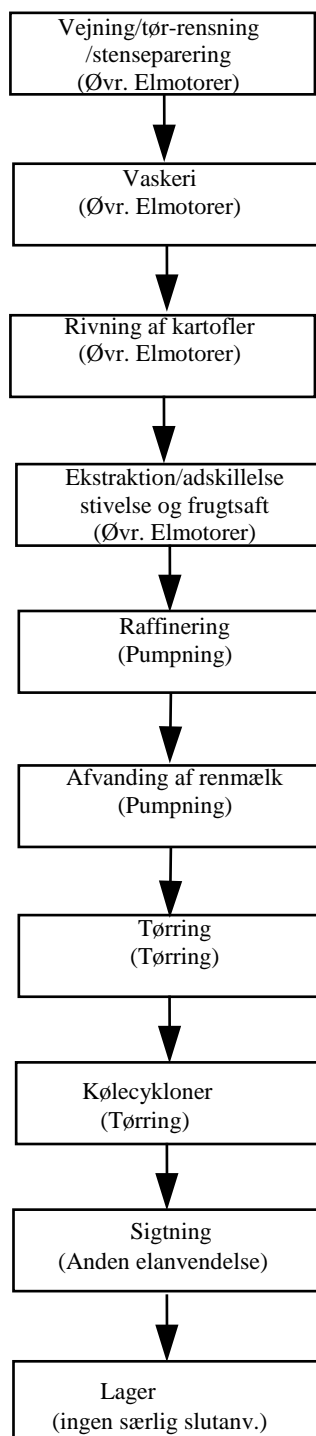 Vejning/tør-rensning
/stenseparering
(Øvr. Elmotorer)
Vaskeri
(Øvr. Elmotorer)
Rivning af kartofler
(Øvr. Elmotorer)
Ekstraktion/adskillelse
stivelse og frugtsaft
(Øvr. Elmotorer)
Raffinering
(Pumpning)
Afvanding af renmælk
(Pumpning)
Tørring
(Tørring)
Kølecykloner
(Tørring)
Sigtning
(Anden elanvendelse)
Lager
(ingen særlig slutanv.)